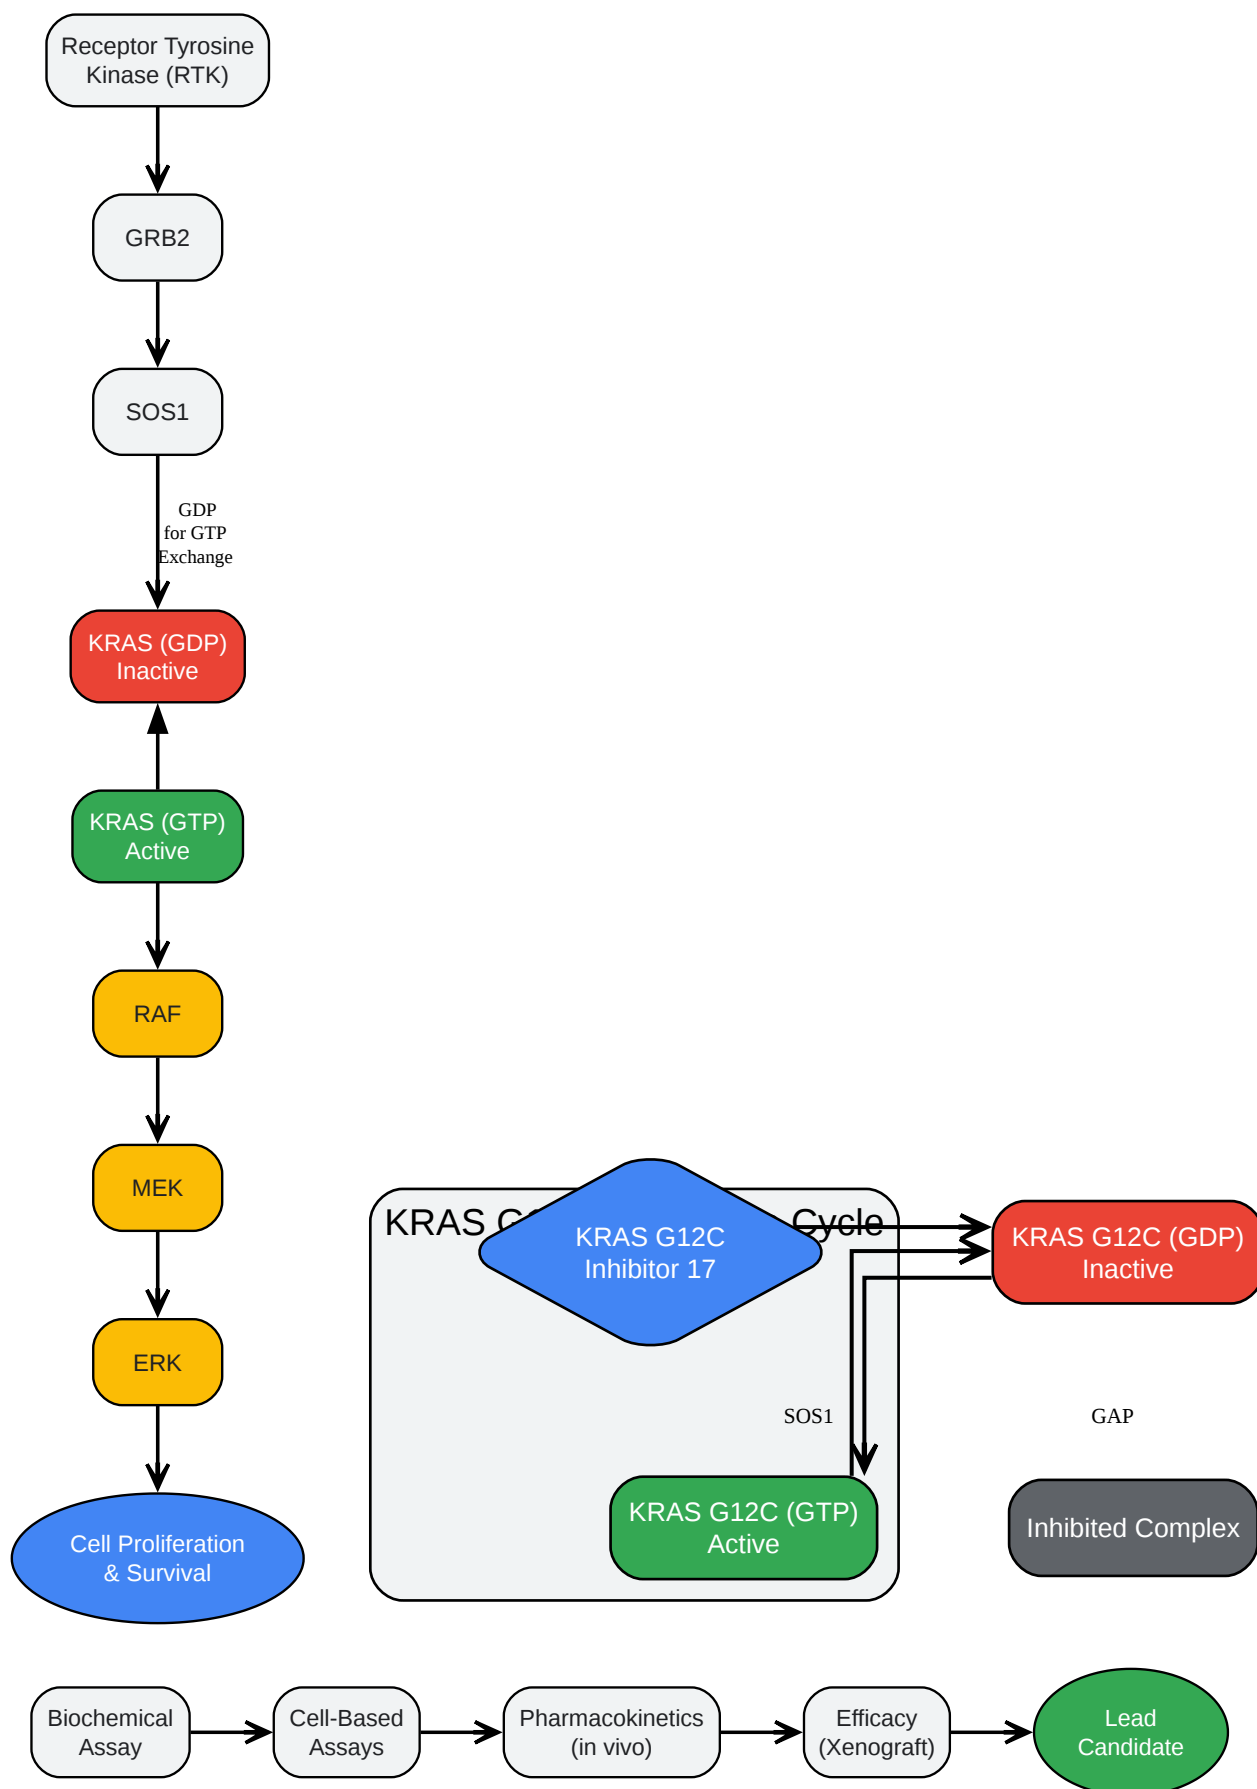 Receptor Tyrosine
Kinase (RTK)
GRB2
SOS1
GDP
for GTP
Exchange
KRAS (GDP)
Inactive
KRAS (GTP)
Active
RAF
MEK
ERK
Cell Proliferation
& Survival
KRAS Cycle
KRAS G12C
Inhibitor 17
KRAS G12C (GDP)
Inactive
SOS1
GAP
KRAS G12C (GTP)
Active
Inhibited Complex
Biochemical
Assay
Cell-Based
Assays
Pharmacokinetics
(in vivo)
Efficacy
(Xenograft)
Lead
Candidate